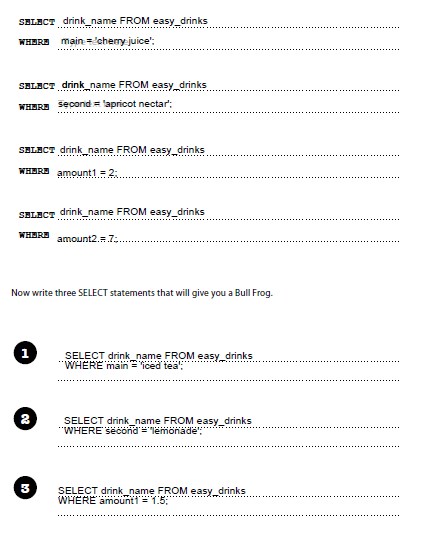 SELECT drink_name FROM easy_drinks
WHERE main = 'cherry juice';
SELECT drink_name FROM easy_drinks
WHERE second = 'apricot nectar';
SELECT drink_name FROM easy_drinks
WHERE amount1 = 2;
SELECT drink_name FROM easy_drinks
WHERE amount2 = 7;
Now write three SELECT statements that will give you a Bull Frog.
1 SELECT drink_name FROM easy_drinks
WHERE main = 'iced tea';
2 SELECT drink_name FROM easy_drinks
WHERE second = 'lemonade';
3 SELECT drink_name FROM easy_drinks
WHERE amount1 = 1.5;